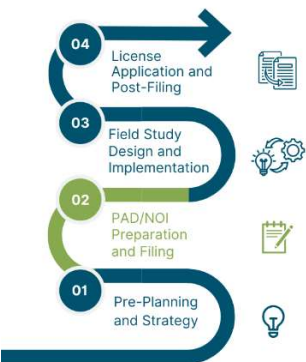 04
License
Application and
Post-Filing
03
Field Study
Design and
Implementation
02
PAD/NOI
Preparation
and Filing
01
Pre-Planning
and Strategy